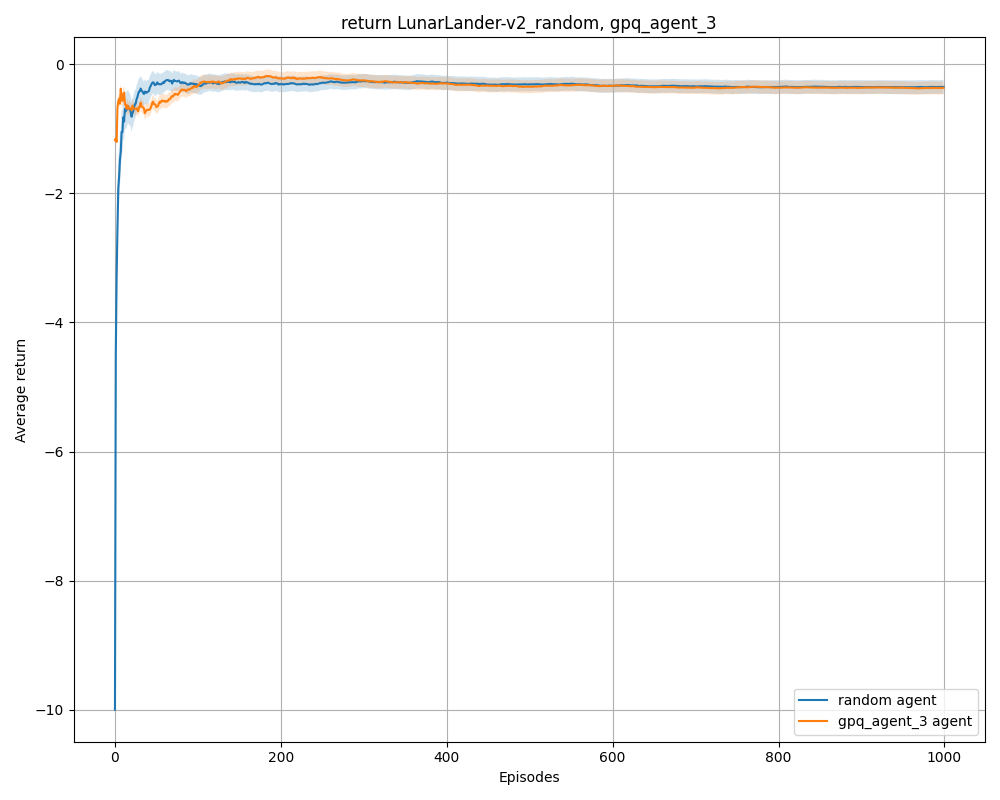 return LunarLander-v2_random, gpq_agent_3
0
−2
−4
−6
−8
−10
Average return
0 200 400 600 800 1000
Episodes
random agent
gpq_agent_3 agent